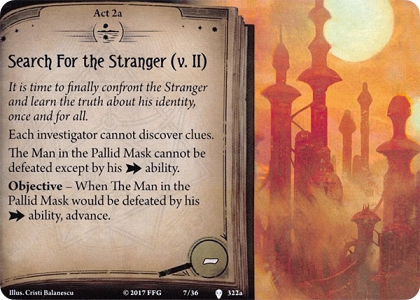 Act 2a
Search For the Stranger (v. II)
It is time to finally confront the Stranger
and learn the truth about his identity,
once and for all.
Each investigator cannot discover clues.
The Man in the Pallid Mask cannot be
defeated except by his ability.
Objective – When The Man in the
Pallid Mask would be defeated by his
ability, advance.
–
Illus. Cristi Balanescu
© 2017 FFG
7/36
322a